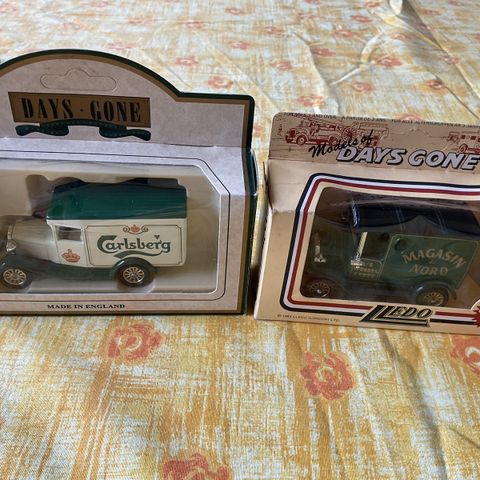 DAYS · GONE
Carlsberg
MADE IN ENGLAND
Models of
DAYS GONE
MAGASIN
NORD
LLEDO